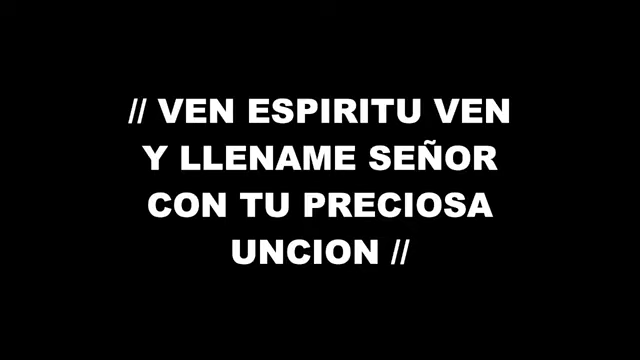 // VEN ESPIRITU VEN
Y LLENAME SEÑOR
CON TU PRECIOSA
UNCION //